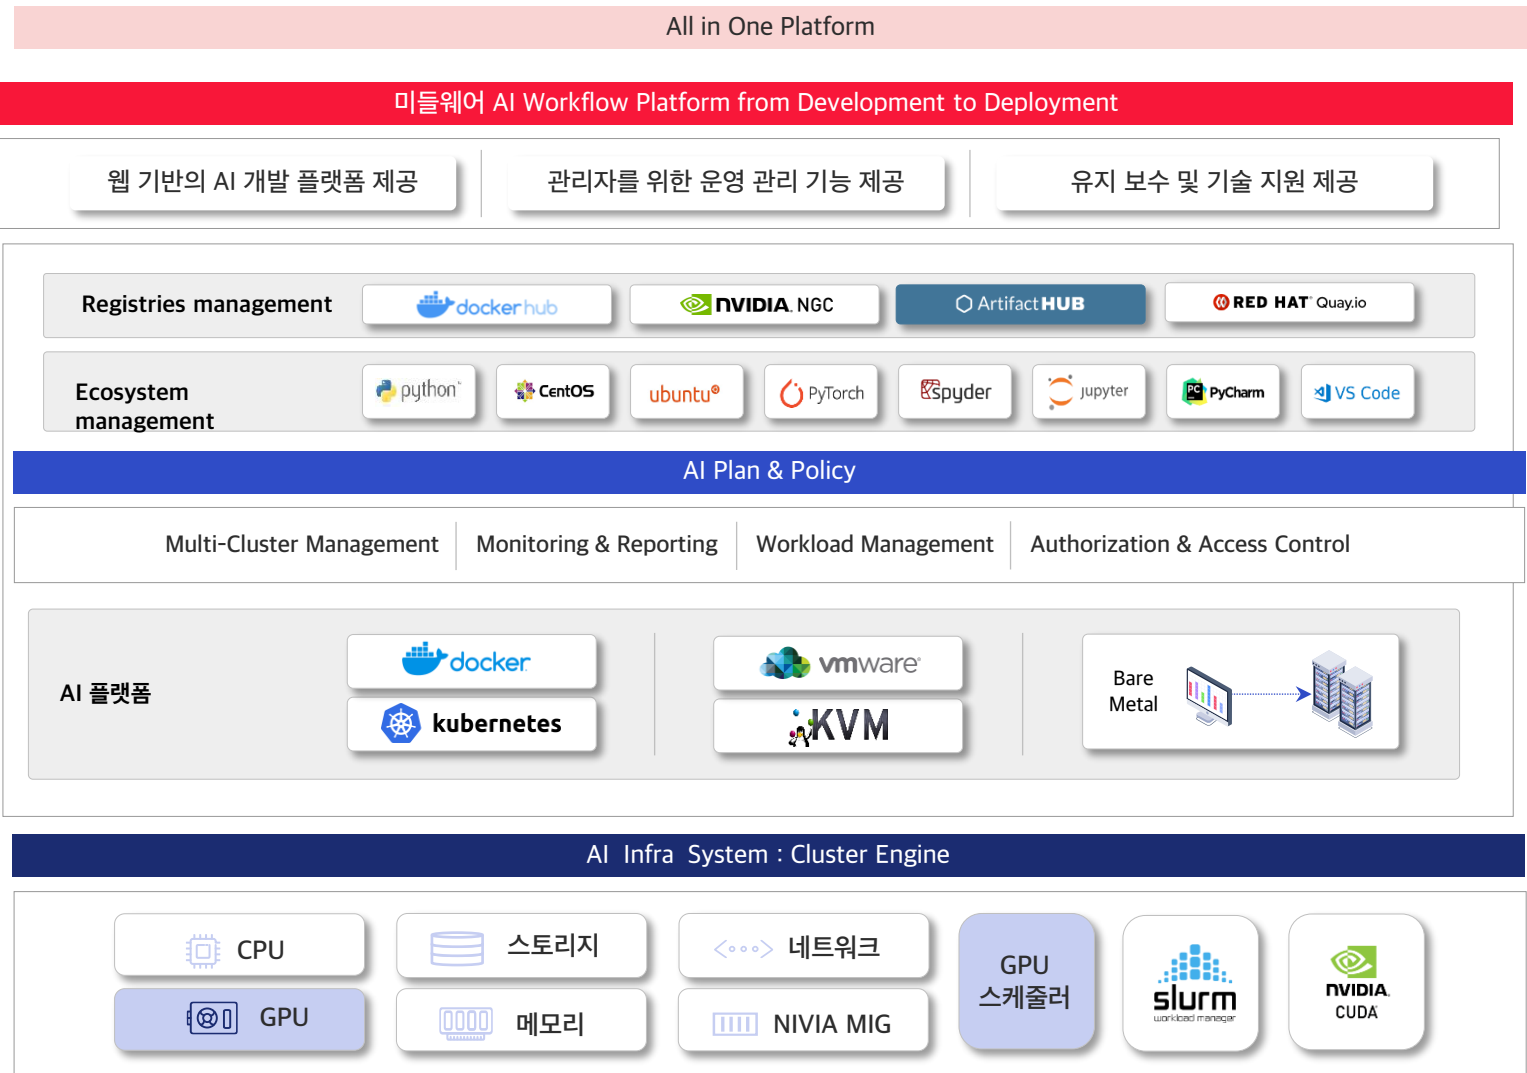 All in One Platform
미들웨어 AI Workflow Platform from Development to Deployment
웹 기반의 AI 개발 플랫폼 제공
관리자를 위한 운영 관리 기능 제공
유지 보수 및 기술 지원 제공
Registries management
dockerhub
NVIDIA. NGC
Artifact HUB
RED HAT® Quay.io
Ecosystem
management
python™
CentOS
ubuntu®
PyTorch
spyder
jupyter
PC PyCharm
VS Code
AI Plan & Policy
Multi-Cluster Management
Monitoring & Reporting
Workload Management
Authorization & Access Control
AI 플랫폼
docker
kubernetes
vmware®
KVM
Bare
Metal
AI Infra System : Cluster Engine
CPU
스토리지
네트워크
GPU
스케줄러
slurm
workload manager
NVIDIA.
CUDA
GPU
메모리
NIVIA MIG